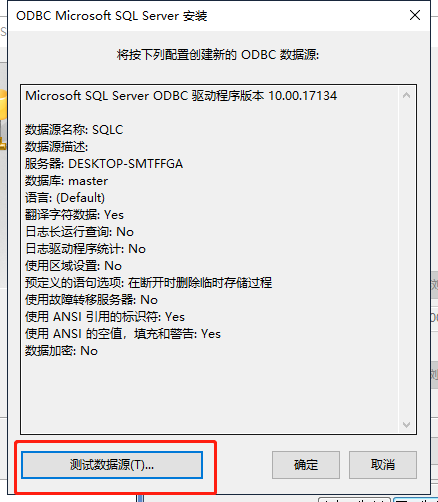 ODBC Microsoft SQL Server 安装
将按下列配置创建新的 ODBC 数据源:
Microsoft SQL Server ODBC 驱动程序版本 10.00.17134
数据源名称: SQLC
数据源描述:
服务器: DESKTOP-SMTFFGA
数据库: master
语言: (Default)
翻译字符数据: Yes
日志长运行查询: No
日志驱动程序统计: No
使用区域设置: No
预定义的语句选项: 在断开时删除临时存储过程
使用故障转移服务器: No
使用 ANSI 引用的标识符: Yes
使用 ANSI 的空值，填充和警告: Yes
数据加密: No
测试数据源(T)...
确定
取消